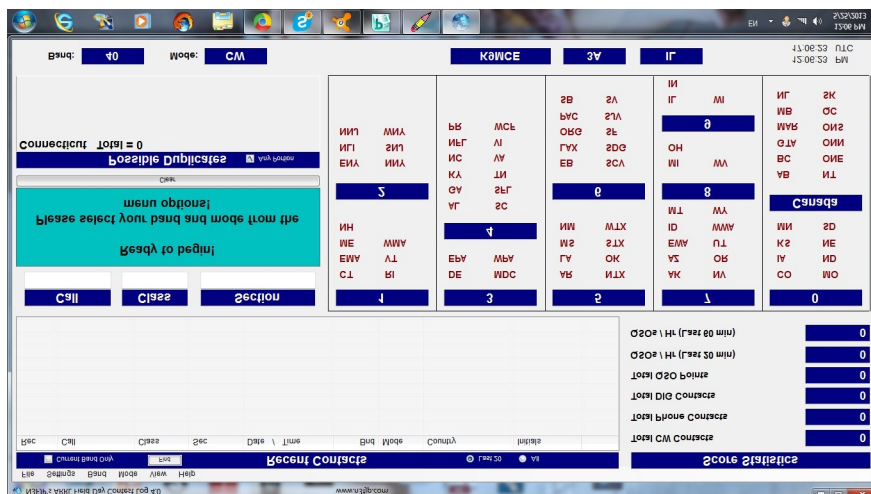 N3FJP's ARRL Field Day Contest Log 4.0 www.n3fjp.com
File Settings Band Mode View Help
Current Band Only Find Recent Contacts Last 20 All
Rec Call Class Sec Date / Time Bnd Mode Country Initials
Score Statistics
Total CW Contacts 0
Total Phone Contacts 0
Total DIG Contacts 0
Total QSO Points 0
QSOs / Hr (Last 20 min) 0
QSOs / Hr (Last 60 min) 0
Call Class Section
Ready to begin!
Please select your band and mode from the
menu options!
Clear
Possible Duplicates Any Portion
Connecticut Total = 0
1
CT RI
EMA VT
ME WMA
NH
2
ENY NNY
NLI SNJ
NNJ WNY
3
DE MDC
EPA WPA
4
AL SC
GA SFL
KY TN
NC VA
NFL VI
PR WCF
5
AR NTX
LA OK
MS STX
NM WTX
6
EB SCV
LAX SDG
ORG SF
PAC SJV
SB SV
7
AK NV
AZ OR
EWA UT
ID WWA
MT WY
8
MI WV
OH
9
IL WI
IN
0
CO MO
IA ND
KS NE
MN SD
Canada
AB NT
BC ONE
GTA ONN
MAR ONS
MB QC
NL SK
Band: 40 Mode: CW K9MCE 3A IL
12:06:23 PM
17:06:23 UTC
EN
12:06 PM
5/25/2013